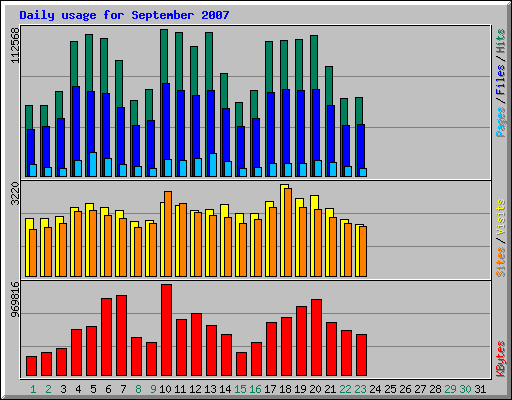 Daily usage for September 2007
112568
Pages / Files / Hits
3220
Sites / Visits
969816
KBytes
1 2 3 4 5 6 7 8 9 10 11 12 13 14 15 16 17 18 19 20 21 22 23 24 25 26 27 28 29 30 31